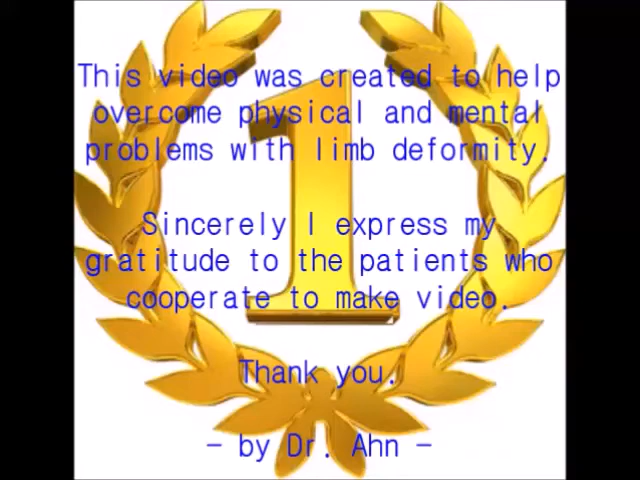 This video was created to help
overcome physical and mental
problems with limb deformity.
Sincerely I express my
gratitude to the patients who
cooperate to make video.
Thank you.
- by Dr. Ahn -
1